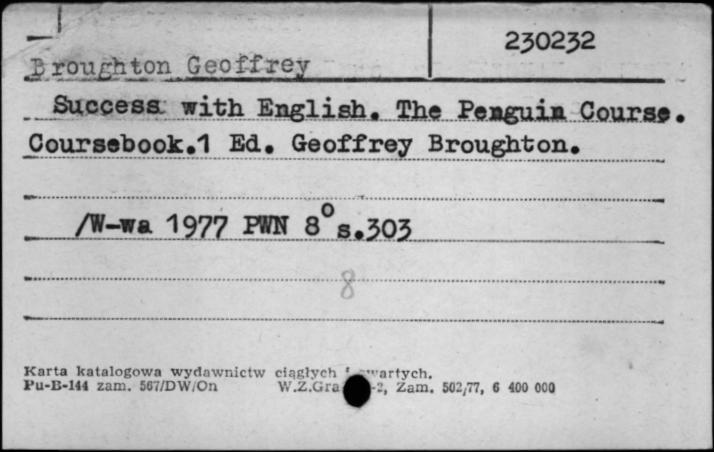 230232
Broughton Geoffrey
Success with English. The Penguin Course.
Coursebook.1 Ed. Geoffrey Broughton.
/W-wa 1977 PWN 8° s.303
8
Karta katalogowa wydawnictw ciągłych
Pu-B-144 zam. 567/DW/On W.Z.Gra -2, Zam. 502/77, 6 400 000